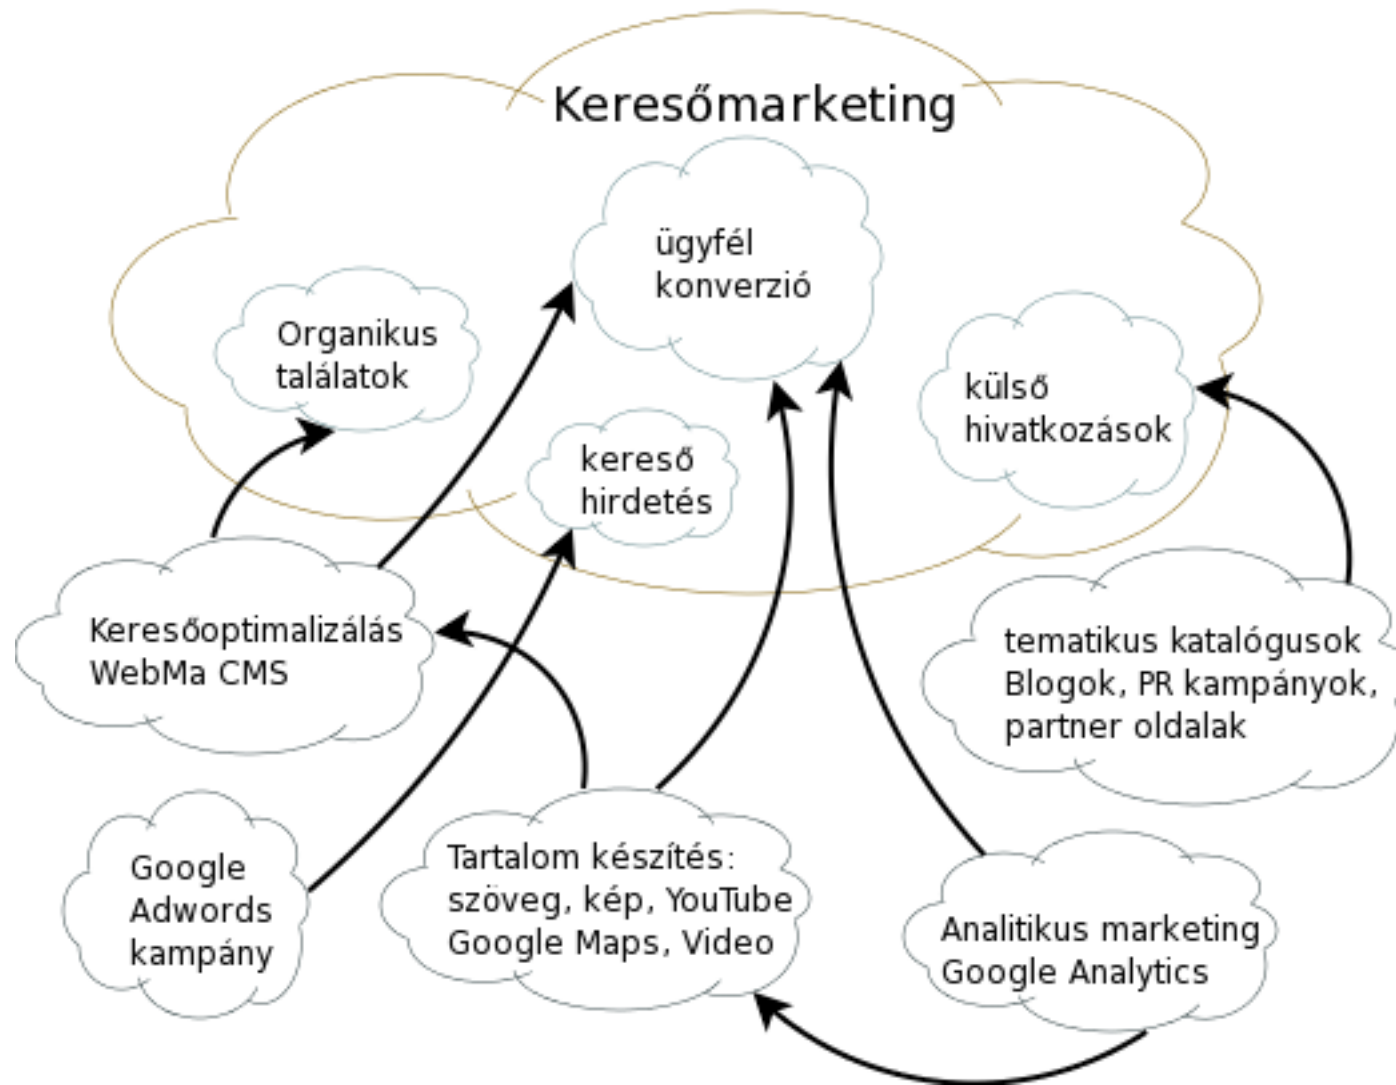 Keresőmarketing
ügyfél
konverzió
Organikus
találatok
külső
hivatkozások
kereső
hirdetés
Keresőoptimalizálás
WebMa CMS
tematikus katalógusok
Blogok, PR kampányok,
partner oldalak
Google
Adwords
kampány
Tartalom készítés:
szöveg, kép, YouTube
Google Maps, Video
Analitikus marketing
Google Analytics